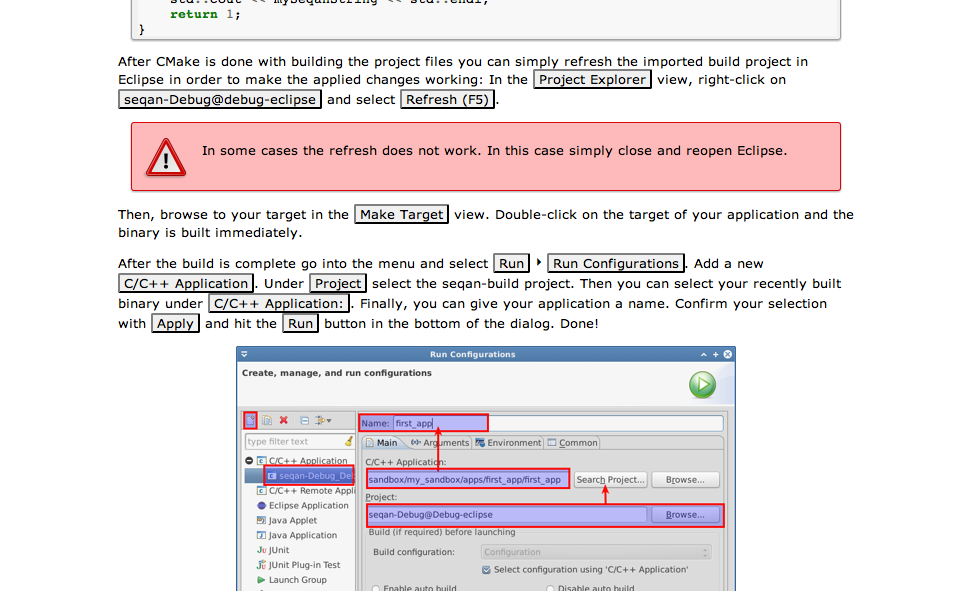 return 1;
}
After CMake is done with building the project files you can simply refresh the imported build project in
Eclipse in order to make the applied changes working: In the Project Explorer view, right-click on
seqan-Debug@debug-eclipse and select Refresh (F5).
In some cases the refresh does not work. In this case simply close and reopen Eclipse.
Then, browse to your target in the Make Target view. Double-click on the target of your application and the
binary is built immediately.
After the build is complete go into the menu and select Run Run Configurations. Add a new
C/C++ Application. Under Project select the seqan-build project. Then you can select your recently built
binary under C/C++ Application:. Finally, you can give your application a name. Confirm your selection
with Apply and hit the Run button in the bottom of the dialog. Done!
Run Configurations
Create, manage, and run configurations
Name: first_app
type filter text
Main Arguments Environment Common
C/C++ Application
C/C++ Application:
seqan-Debug_De
sandbox/my_sandbox/apps/first_app/first_app Search Project... Browse...
C/C++ Remote Appli
Project:
Eclipse Application
seqan-Debug@Debug-eclipse Browse...
Java Applet
Build (if required) before launching
Java Application
JUnit
Build configuration: Configuration
JUnit Plug-in Test
Select configuration using 'C/C++ Application'
Launch Group
Enable auto build Disable auto build